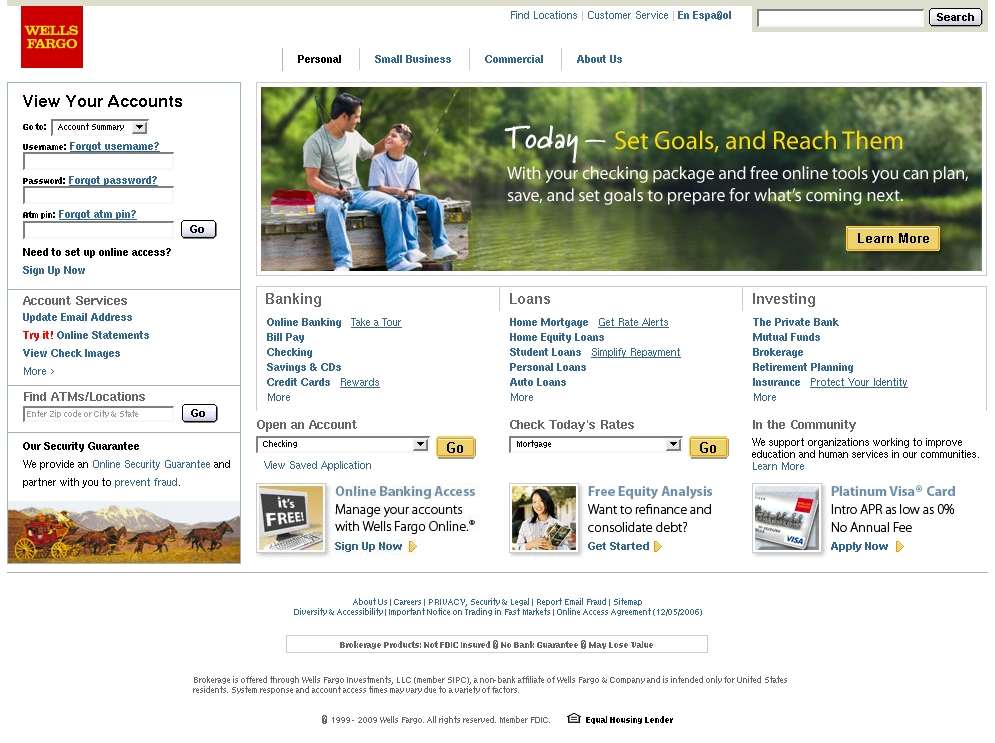 WELLS
FARGO
Find Locations | Customer Service | En Españ​ol
Search
Personal
Small Business
Commercial
About Us
View Your Accounts
Go to: Account Summary
Username: Forgot username?
Password: Forgot password?
Atm pin: Forgot atm pin?
Go
Need to set up online access?
Sign Up Now
Account Services
Update Email Address
Try it! Online Statements
View Check Images
More >
Find ATMs/Locations
Enter Zip code or City & State
Go
Our Security Guarantee
We provide an Online Security Guarantee and
partner with you to prevent fraud.
Today — Set Goals, and Reach Them
With your checking package and free online tools you can plan,
save, and set goals to prepare for what's coming next.
Learn More
Banking
Online Banking Take a Tour
Bill Pay
Checking
Savings & CDs
Credit Cards Rewards
More
Loans
Home Mortgage Get Rate Alerts
Home Equity Loans
Student Loans Simplify Repayment
Personal Loans
Auto Loans
More
Investing
The Private Bank
Mutual Funds
Brokerage
Retirement Planning
Insurance Protect Your Identity
More
Open an Account
Checking
Go
View Saved Application
Check Today's Rates
Mortgage
Go
In the Community
We support organizations working to improve
education and human services in our communities.
Learn More
it's
FREE!
Online Banking Access
Manage your accounts
with Wells Fargo Online.®
Sign Up Now
Free Equity Analysis
Want to refinance and
consolidate debt?
Get Started
VISA
Platinum Visa® Card
Intro APR as low as 0%
No Annual Fee
Apply Now
About Us | Careers | PRIVACY, Security & Legal | Report Email Fraud | Sitemap
Diversity & Accessibility | Important Notice on Trading in Fast Markets | Online Access Agreement (12/05/2006)
Brokerage Products: Not FDIC Insured No Bank Guarantee May Lose Value
Brokerage is offered through Wells Fargo Investments, LLC (member SIPC), a non-bank affiliate of Wells Fargo & Company and is intended only for United States
residents. System response and account access times may vary due to a variety of factors.
1999 - 2009 Wells Fargo. All rights reserved. Member FDIC.
Equal Housing Lender